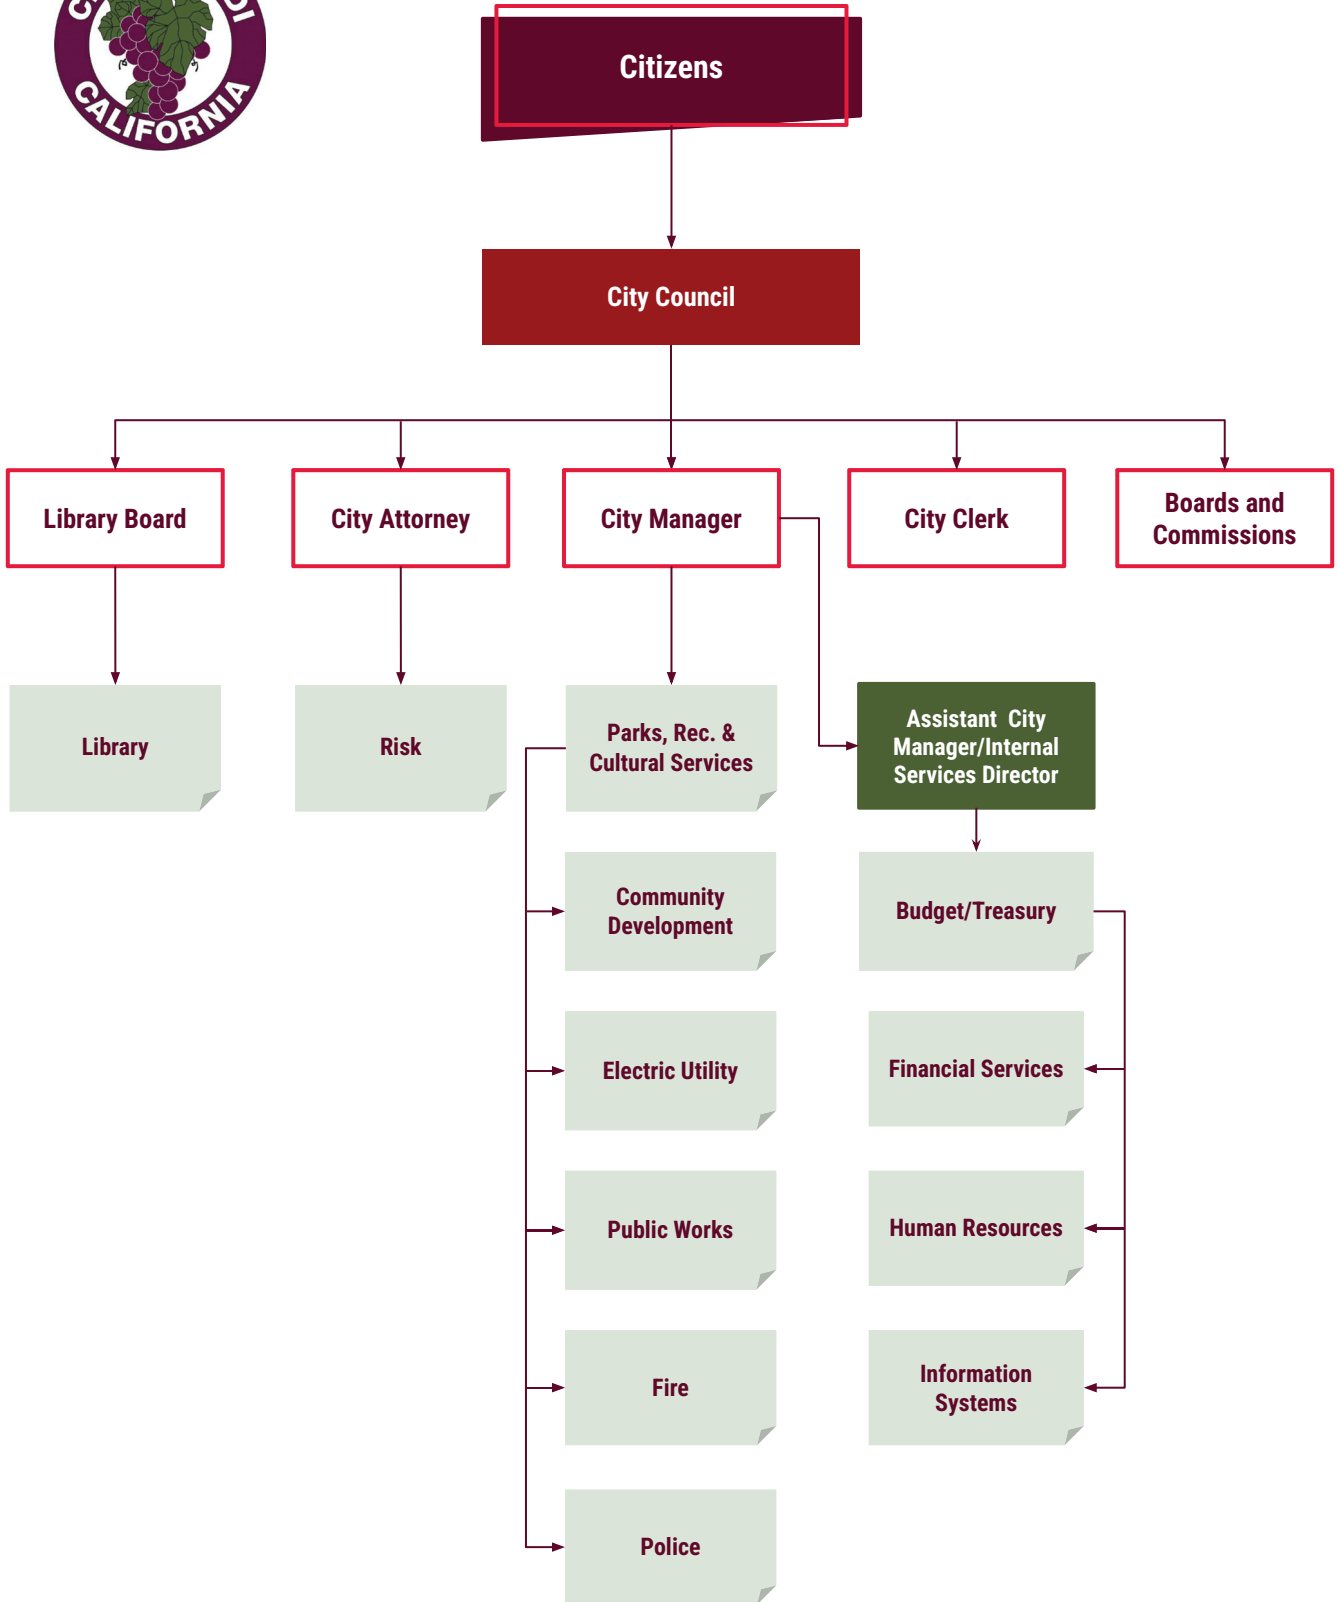 CALIFORNIA
Citizens
City Council
Library Board
City Attorney
City Manager
City Clerk
Boards and
Commissions
Library
Risk
Parks, Rec. &
Cultural Services
Assistant City
Manager/Internal
Services Director
Community
Development
Budget/Treasury
Electric Utility
Financial Services
Public Works
Human Resources
Fire
Information
Systems
Police